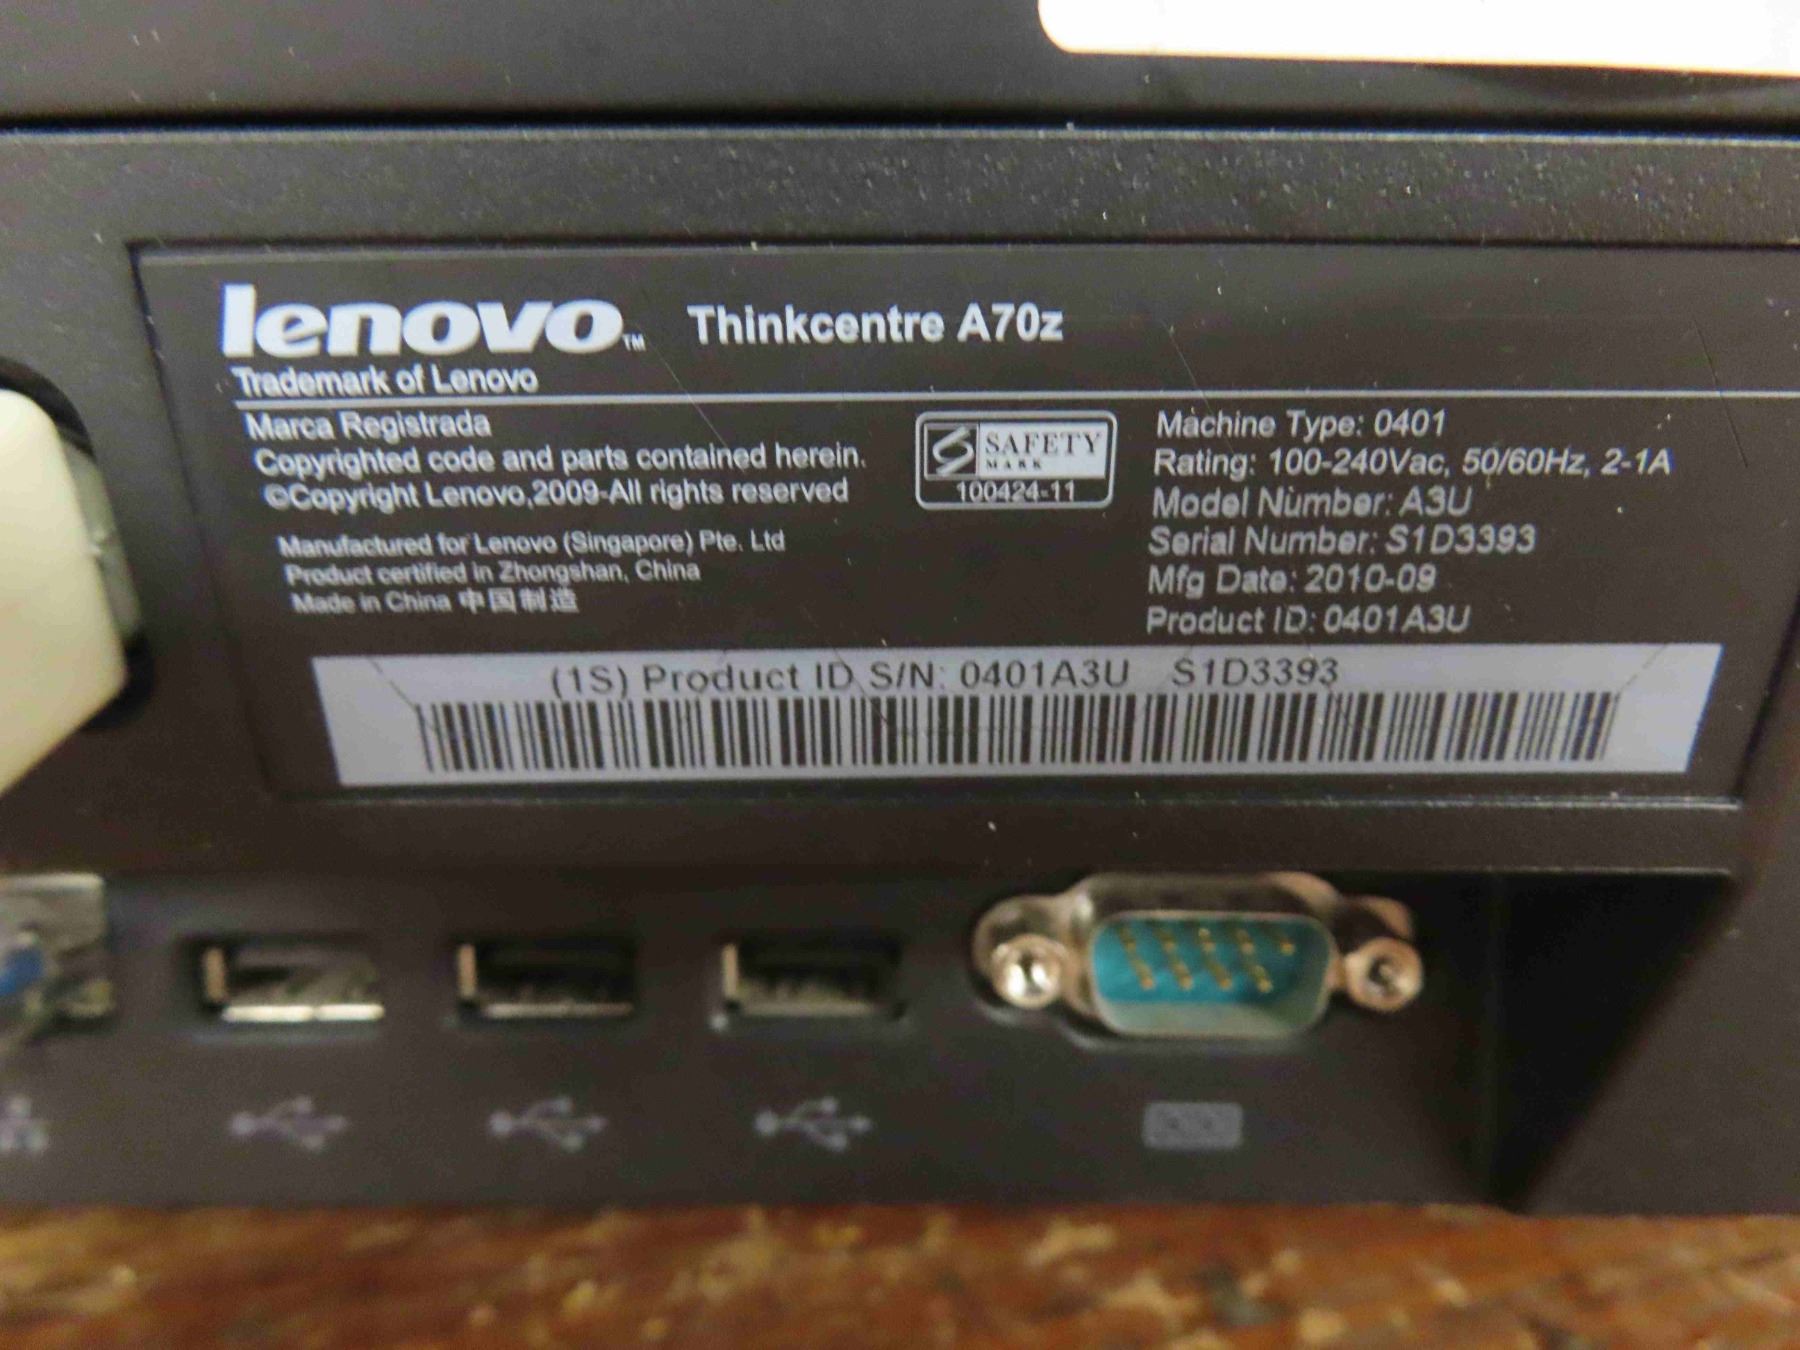 lenovo™ Thinkcentre A70z
Trademark of Lenovo
Marca Registrada
Copyrighted code and parts contained herein.
©Copyright Lenovo,2009-All rights reserved
Manufactured for Lenovo (Singapore) Pte. Ltd
Product certified in Zhongshan, China
Made in China 中国制造
SAFETY
MARK
100424-11
Machine Type: 0401
Rating: 100-240Vac, 50/60Hz, 2-1A
Model Number: A3U
Serial Number: S1D3393
Mfg Date: 2010-09
Product ID: 0401A3U
(1S) Product ID S/N: 0401A3U S1D3393